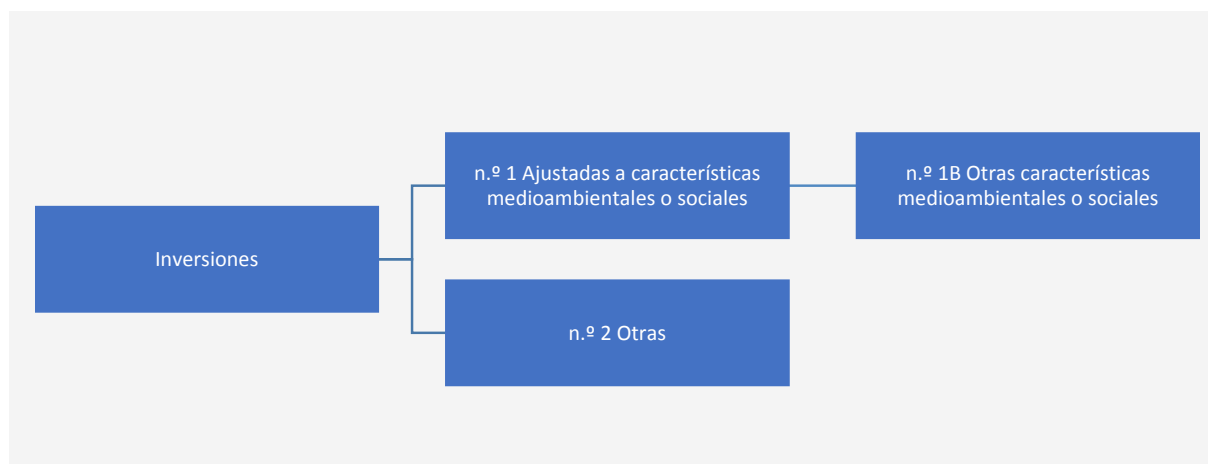 n.º 1 Ajustadas a características
medioambientales o sociales
n.º 1B Otras características
medioambientales o sociales
Inversiones
n.º 2 Otras